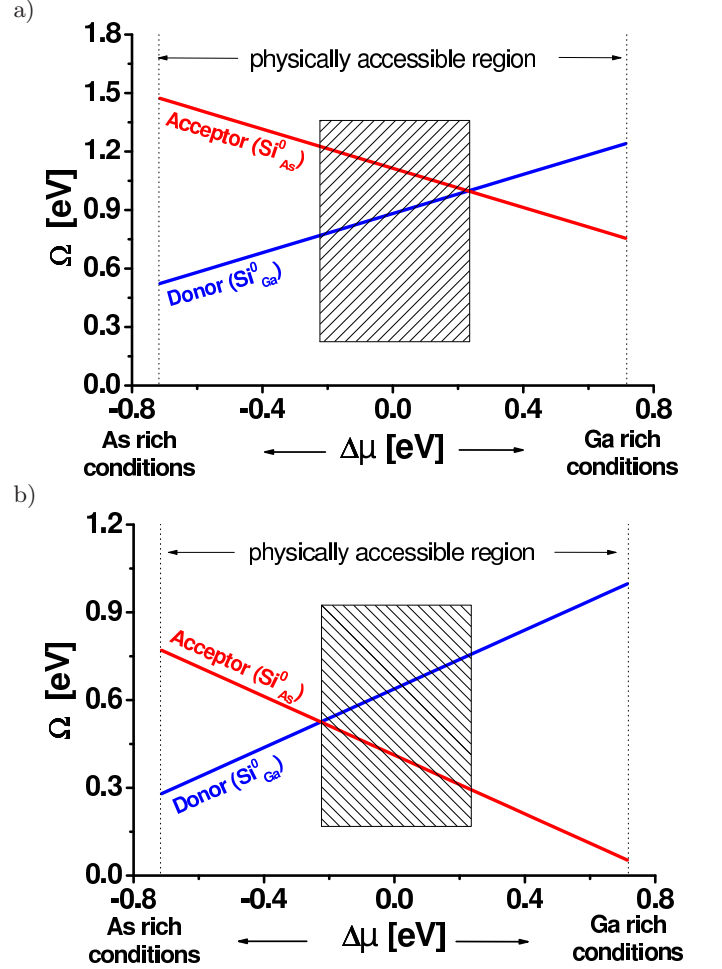 a)
1.8
physically accessible region
1.5
Acceptor (Si⁰As)
1.2
Ω [eV]
0.9
0.6
Donor (Si⁰Ga)
0.3
0.0
-0.8 -0.4 0.0 0.4 0.8
As rich conditions
Δμ [eV]
Ga rich conditions
b)
1.2
physically accessible region
0.9
Acceptor (Si⁰As)
Ω [eV]
0.6
Donor (Si⁰Ga)
0.3
0.0
-0.8 -0.4 0.0 0.4 0.8
As rich conditions
Δμ [eV]
Ga rich conditions